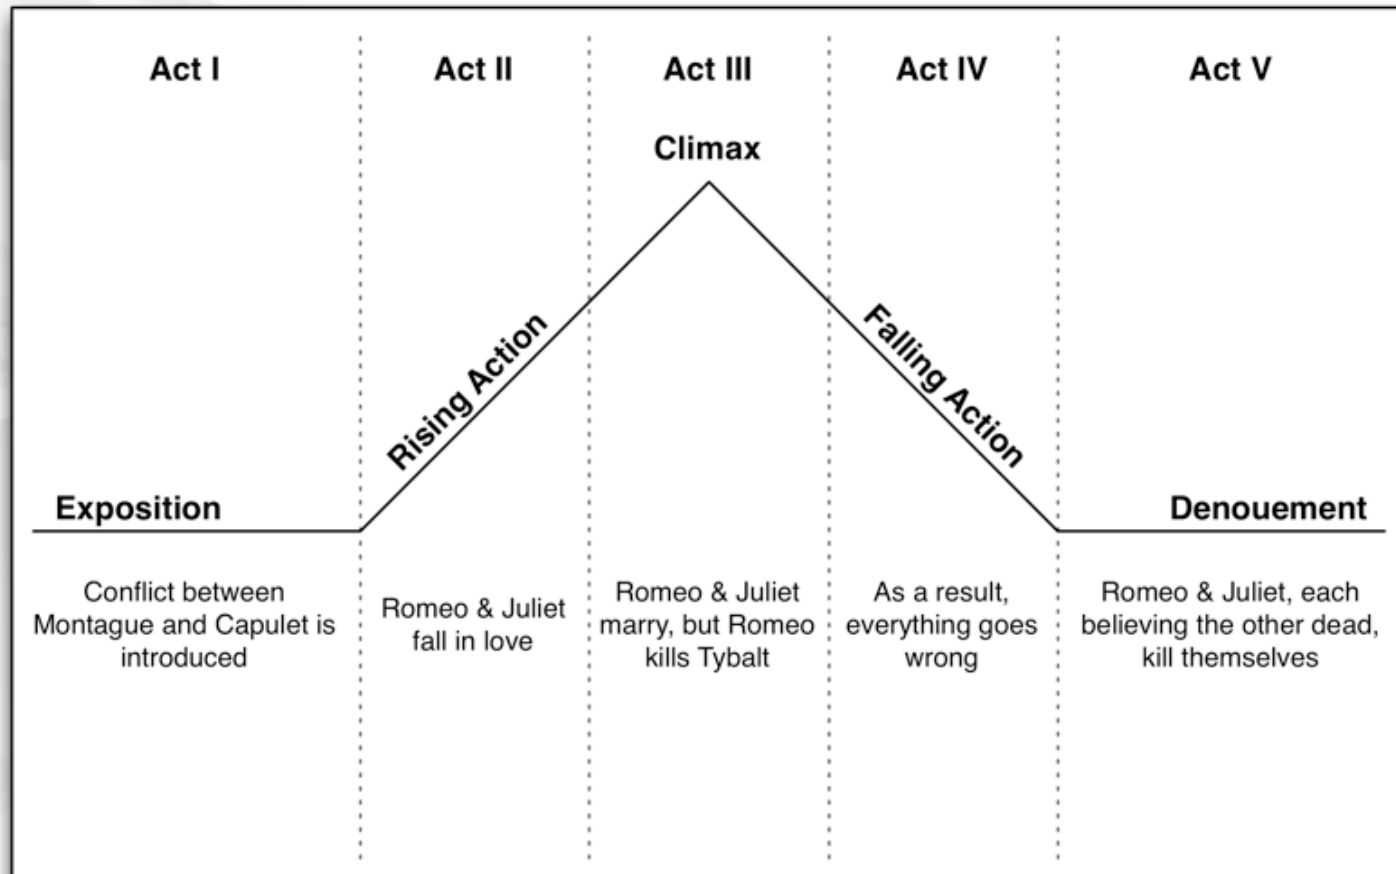 Act I
Act II
Act III
Act IV
Act V
Climax
Rising Action
Falling Action
Exposition
Denouement
Conflict between
Montague and Capulet is
introduced
Romeo & Juliet
fall in love
Romeo & Juliet
marry, but Romeo
kills Tybalt
As a result,
everything goes
wrong
Romeo & Juliet, each
believing the other dead,
kill themselves